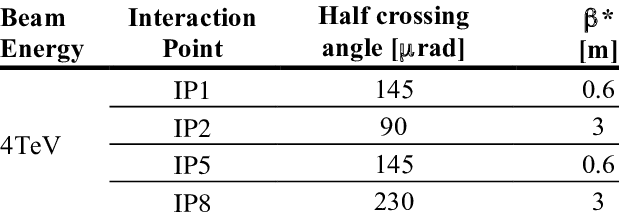 Beam Energy Interaction Point Half crossing angle [μrad] β* [m]
4TeV IP1 145 0.6
IP2 90 3
IP5 145 0.6
IP8 230 3